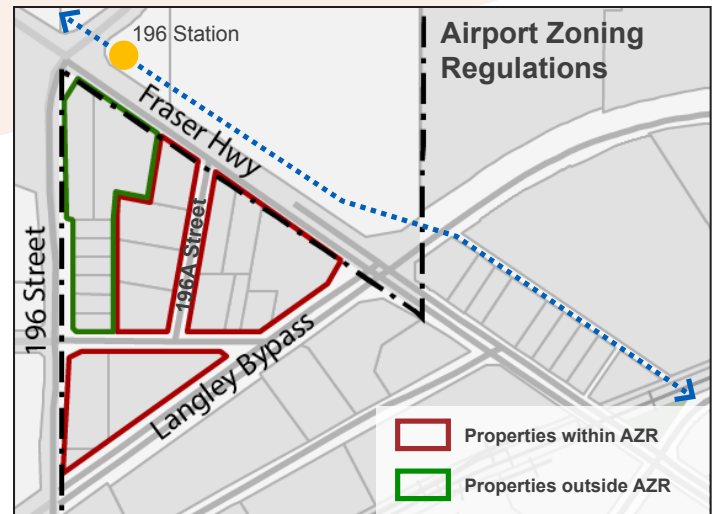 196 Station
Airport Zoning
Regulations
Fraser Hwy
196A Street
196 Street
Langley Bypass
Properties within AZR
Properties outside AZR